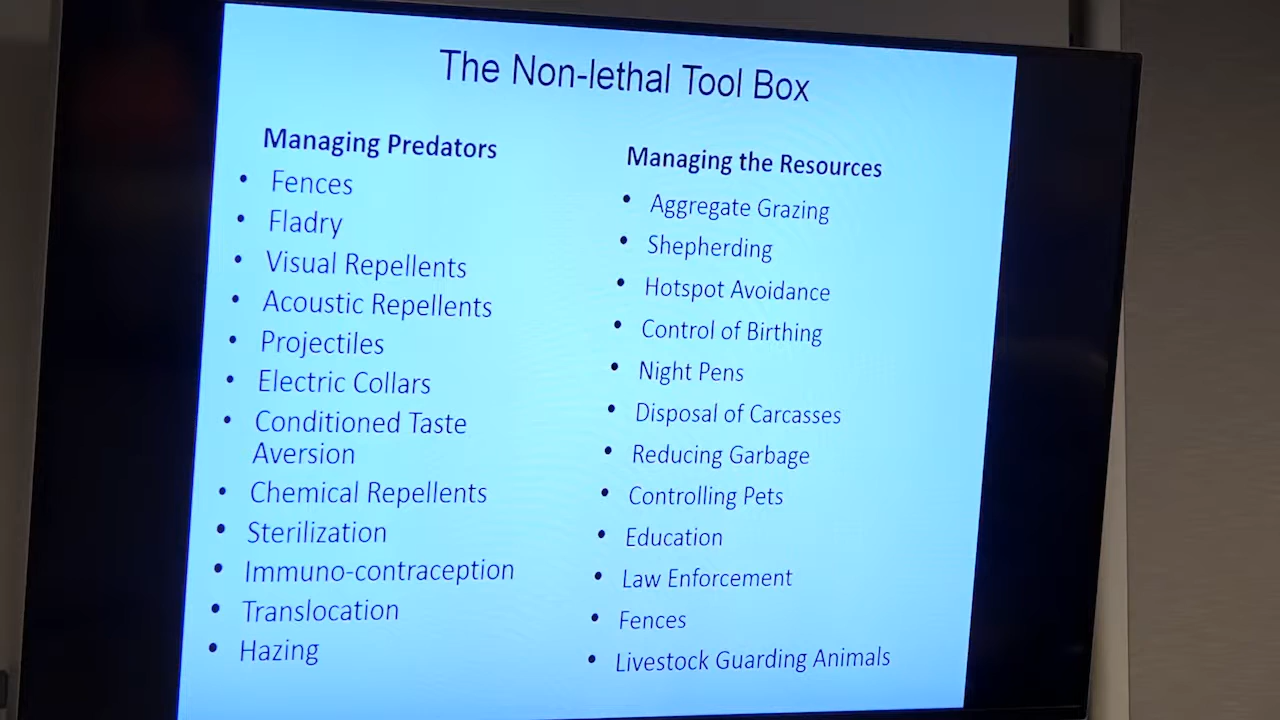 The Non-lethal Tool Box
Managing Predators
• Fences
• Fladry
• Visual Repellents
• Acoustic Repellents
• Projectiles
• Electric Collars
• Conditioned Taste
Aversion
• Chemical Repellents
• Sterilization
• Immuno-contraception
• Translocation
• Hazing
Managing the Resources
• Aggregate Grazing
• Shepherding
• Hotspot Avoidance
• Control of Birthing
• Night Pens
• Disposal of Carcasses
• Reducing Garbage
• Controlling Pets
• Education
• Law Enforcement
• Fences
• Livestock Guarding Animals